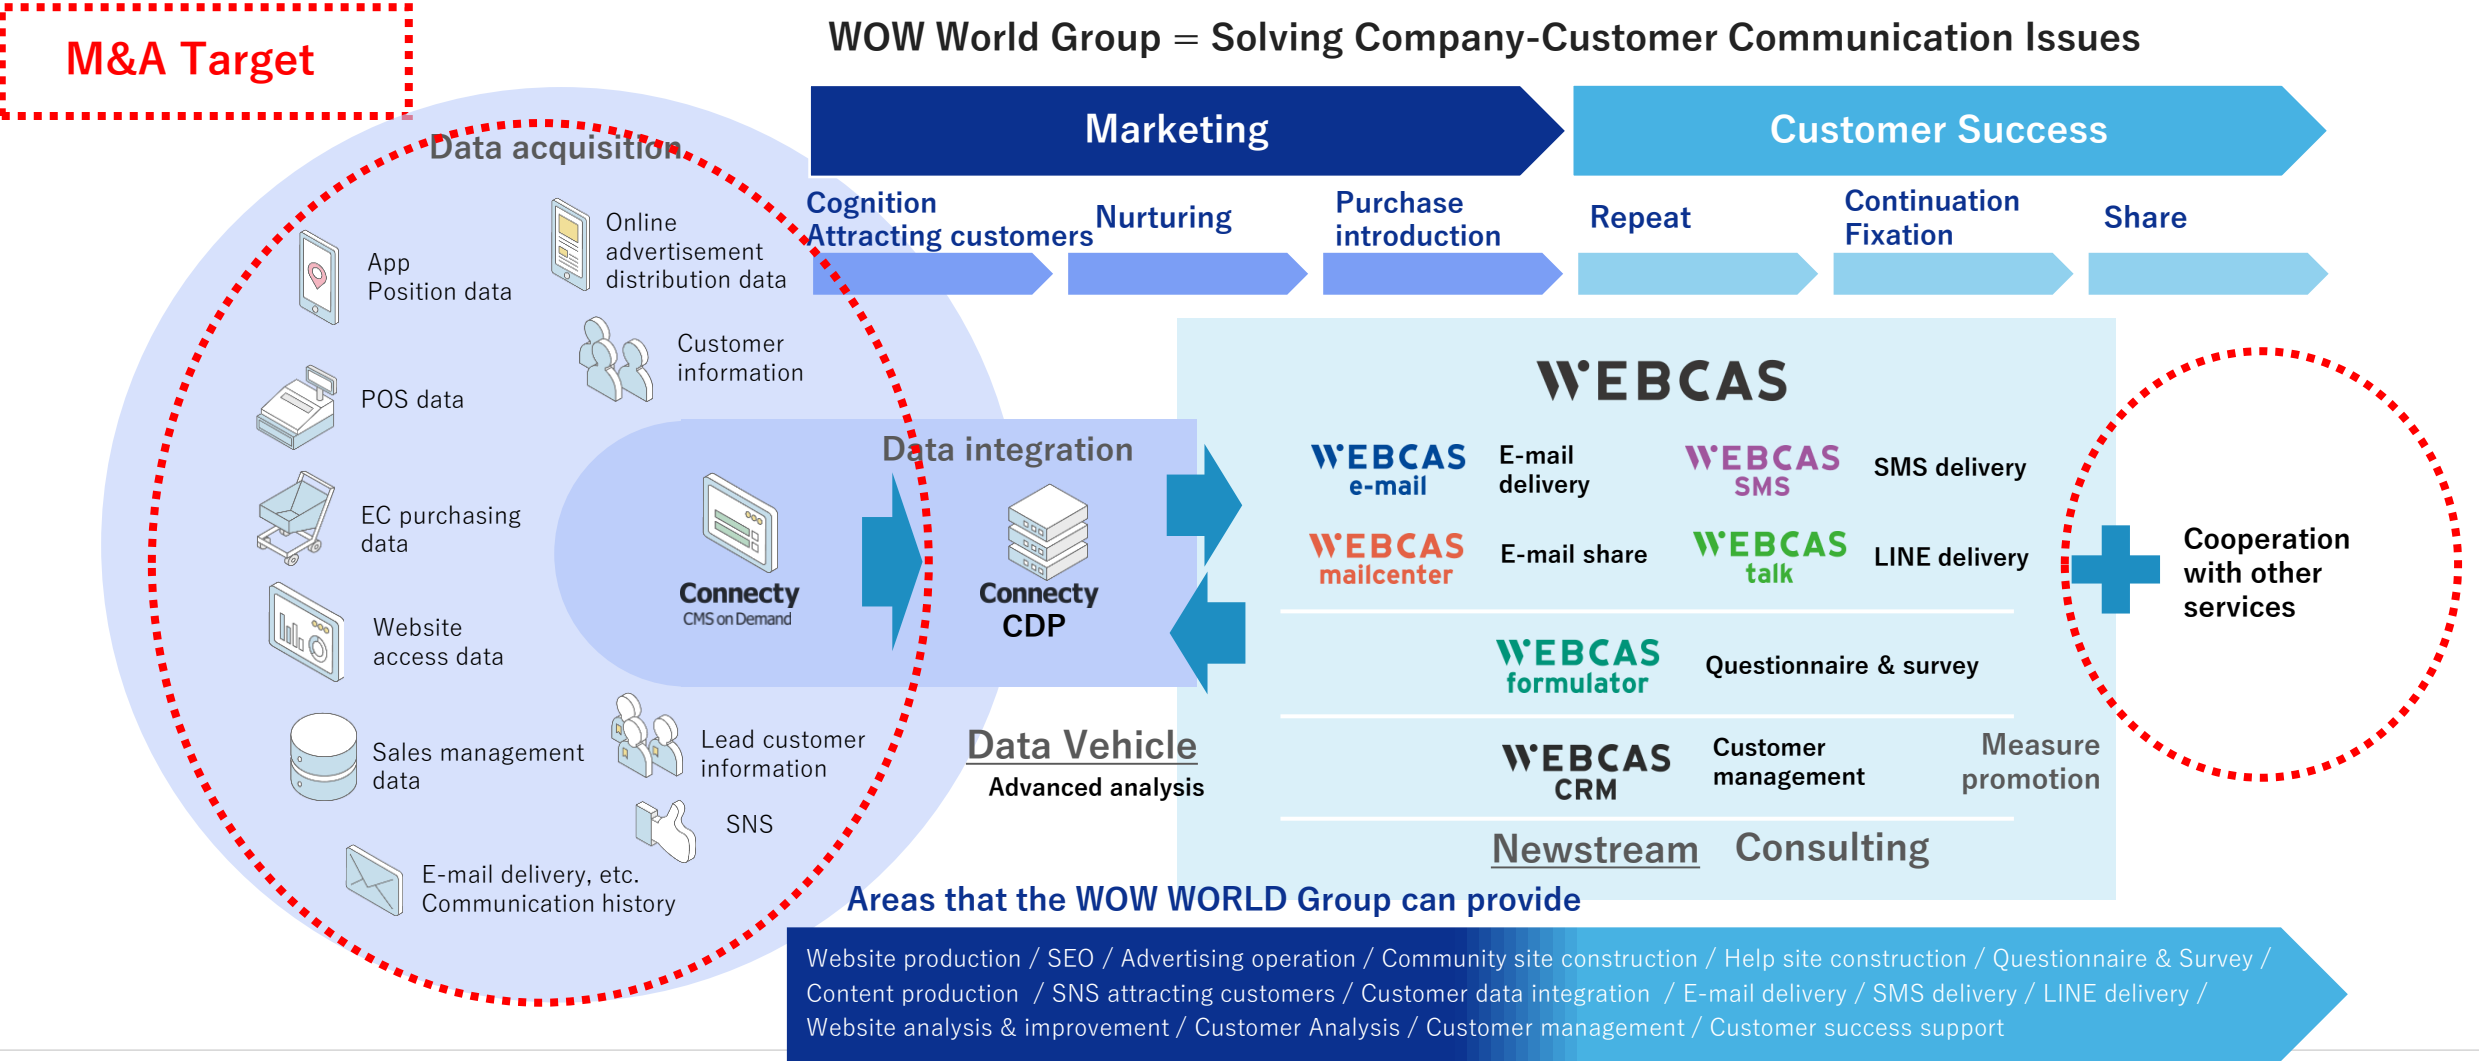 M&A Target
WOW World Group = Solving Company-Customer Communication Issues
Marketing
Customer Success
Cognition
Attracting customers
Nurturing
Purchase
introduction
Repeat
Continuation
Fixation
Share
Data acquisition
App
Position data
Online
advertisement
distribution data
Customer
information
POS data
EC purchasing
data
Website
access data
Sales management
data
Lead customer
information
SNS
E-mail delivery, etc.
Communication history
Data integration
Connecty
CMS on Demand
Connecty
CDP
Data Vehicle
Advanced analysis
WEBCAS
WEBCAS
e-mail
E-mail
delivery
WEBCAS
SMS
SMS delivery
WEBCAS
mailcenter
E-mail share
WEBCAS
talk
LINE delivery
WEBCAS
formulator
Questionnaire & survey
WEBCAS
CRM
Customer
management
Measure
promotion
Newstream Consulting
Cooperation
with other
services
Areas that the WOW WORLD Group can provide
Website production / SEO / Advertising operation / Community site construction / Help site construction / Questionnaire & Survey /
Content production / SNS attracting customers / Customer data integration / E-mail delivery / SMS delivery / LINE delivery /
Website analysis & improvement / Customer Analysis / Customer management / Customer success support